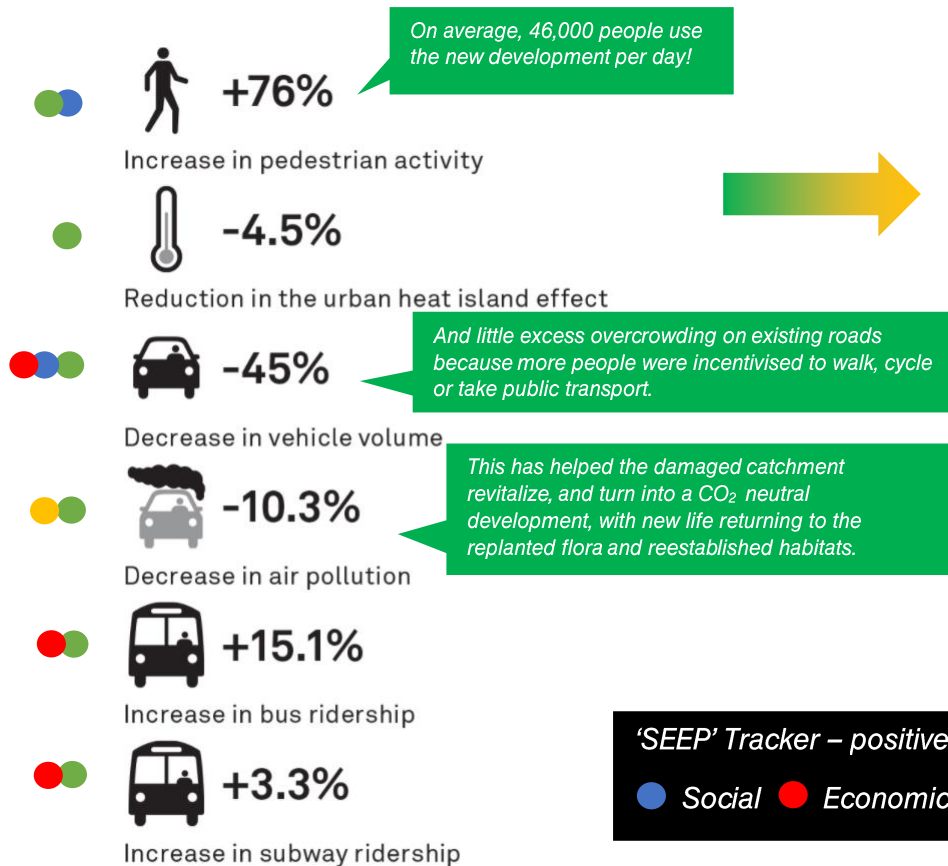 On average, 46,000 people use
the new development per day!
+76%
Increase in pedestrian activity
-4.5%
Reduction in the urban heat island effect
And little excess overcrowding on existing roads
because more people were incentivised to walk, cycle
or take public transport.
-45%
Decrease in vehicle volume
This has helped the damaged catchment
revitalize, and turn into a CO₂ neutral
development, with new life returning to the
replanted flora and reestablished habitats.
-10.3%
Decrease in air pollution
+15.1%
Increase in bus ridership
+3.3%
Increase in subway ridership
‘SEEP’ Tracker – positive
Social Economic